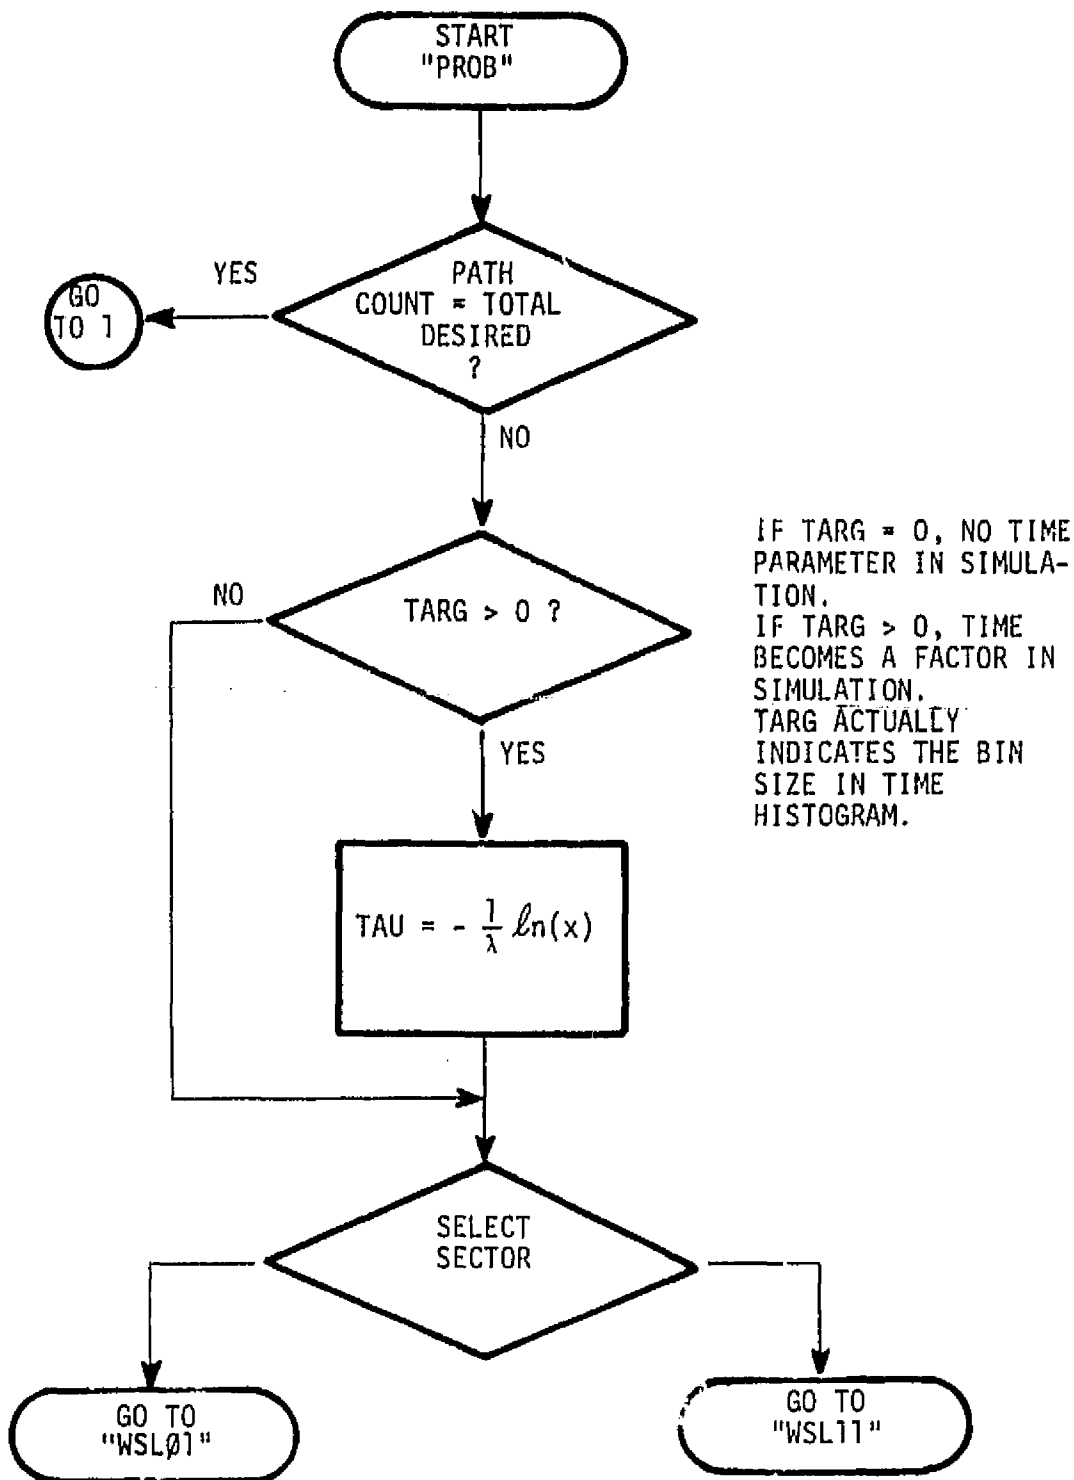 START
"PROB"
YES
PATH
COUNT = TOTAL
DESIRED
?
GO
TO 1
NO
IF TARG = 0, NO TIME
PARAMETER IN SIMULA-
TION.
IF TARG > 0, TIME
BECOMES A FACTOR IN
SIMULATION.
TARG ACTUALLY
INDICATES THE BIN
SIZE IN TIME
HISTOGRAM.
NO
TARG > 0 ?
YES
TAU = - 1/λ ln(x)
SELECT
SECTOR
GO TO
"WSLØ1"
GO TO
"WSL11"